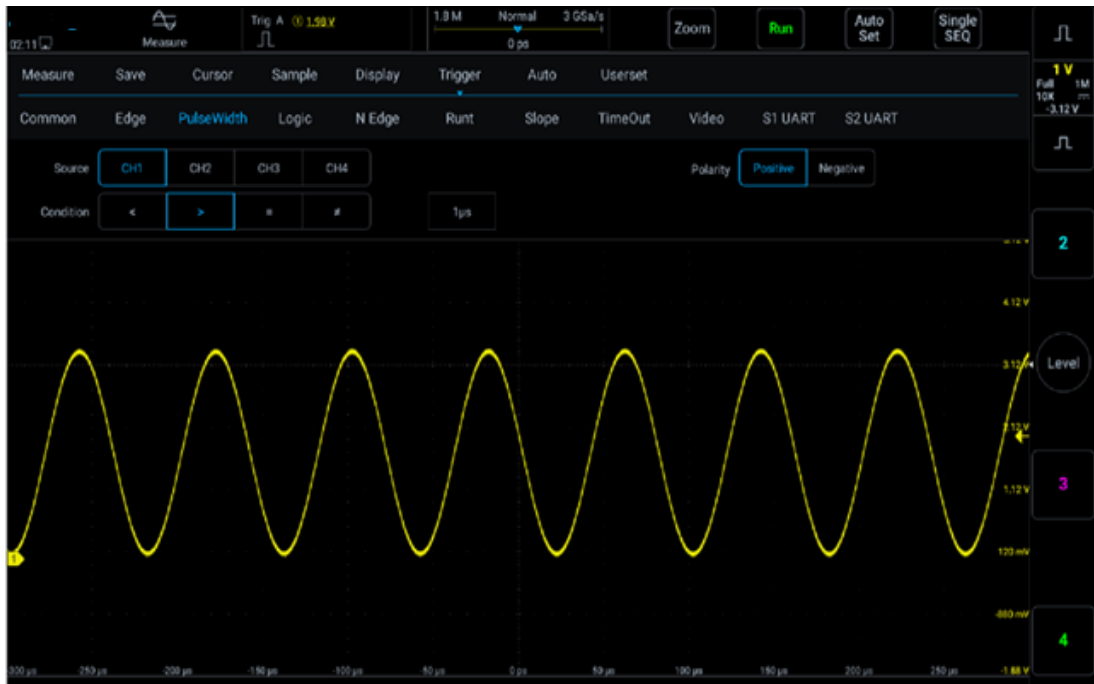 Trig A ① 1.98 V
1.8 M Normal 3 GSa/s
Zoom
Run
Auto Set
Single SEQ
02:11
Measure
0 ps
1 V
Full 1M
10X
-3.12 V
Measure Save Cursor Sample Display Trigger Auto Userset
Common Edge PulseWidth Logic N Edge Runt Slope TimeOut Video S1 UART S2 UART
Source CH1 CH2 CH3 CH4 Polarity Positive Negative
Condition < > = ≠ 1μs
2
4.12 V
3.12 V
Level
2.12 V
1.12 V
3
1
120 mV
-880 mV
4
-300 μs -250 μs -200 μs -150 μs -100 μs -50 μs 0 ps 50 μs 100 μs 150 μs 200 μs 250 μs -1.88 V